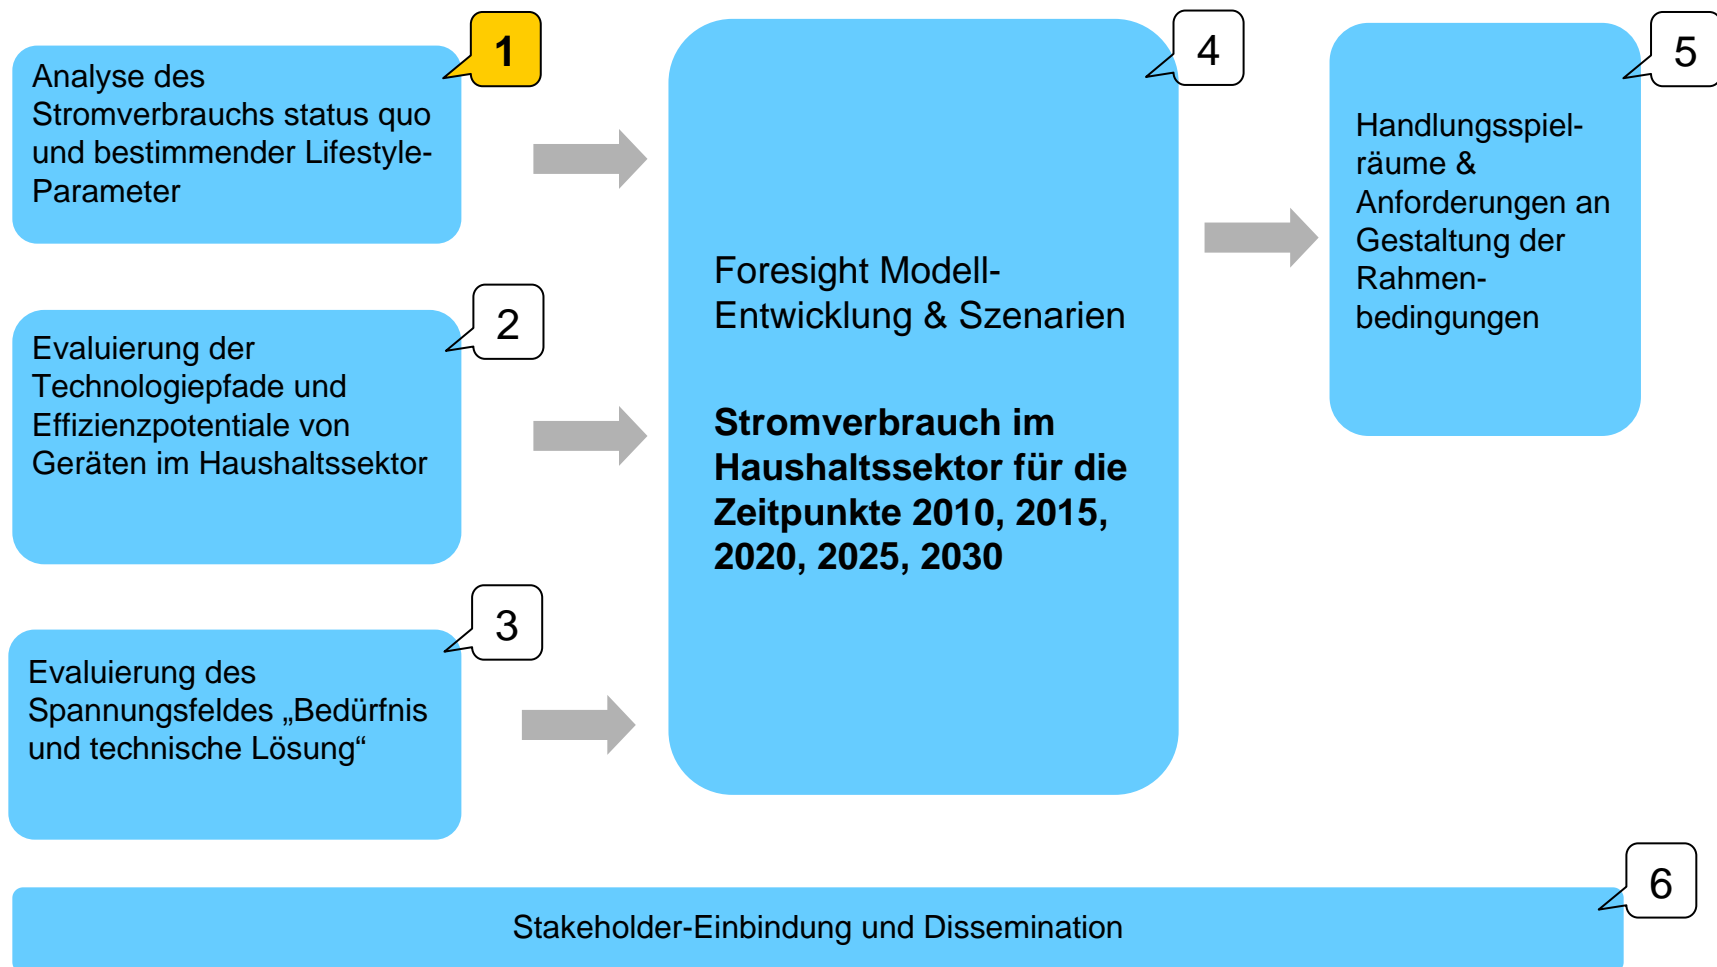 1
Analyse des
Stromverbrauchs status quo
und bestimmender Lifestyle-
Parameter
2
Evaluierung der
Technologiepfade und
Effizienzpotentiale von
Geräten im Haushaltssektor
3
Evaluierung des
Spannungsfeldes „Bedürfnis
und technische Lösung“
4
Foresight Modell-
Entwicklung & Szenarien
Stromverbrauch im
Haushaltssektor für die
Zeitpunkte 2010, 2015,
2020, 2025, 2030
5
Handlungsspiel-
räume &
Anforderungen an
Gestaltung der
Rahmen-
bedingungen
6
Stakeholder-Einbindung und Dissemination